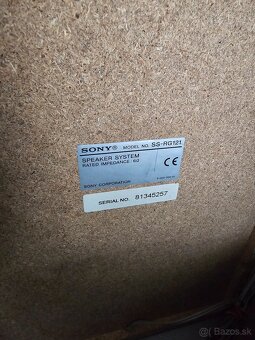 SONY® MODEL NO. SS-RG121
SPEAKER SYSTEM
RATED IMPEDANCE 6Ω
CE
SONY CORPORATION
SERIAL NO. 81345257
Bazos.sk